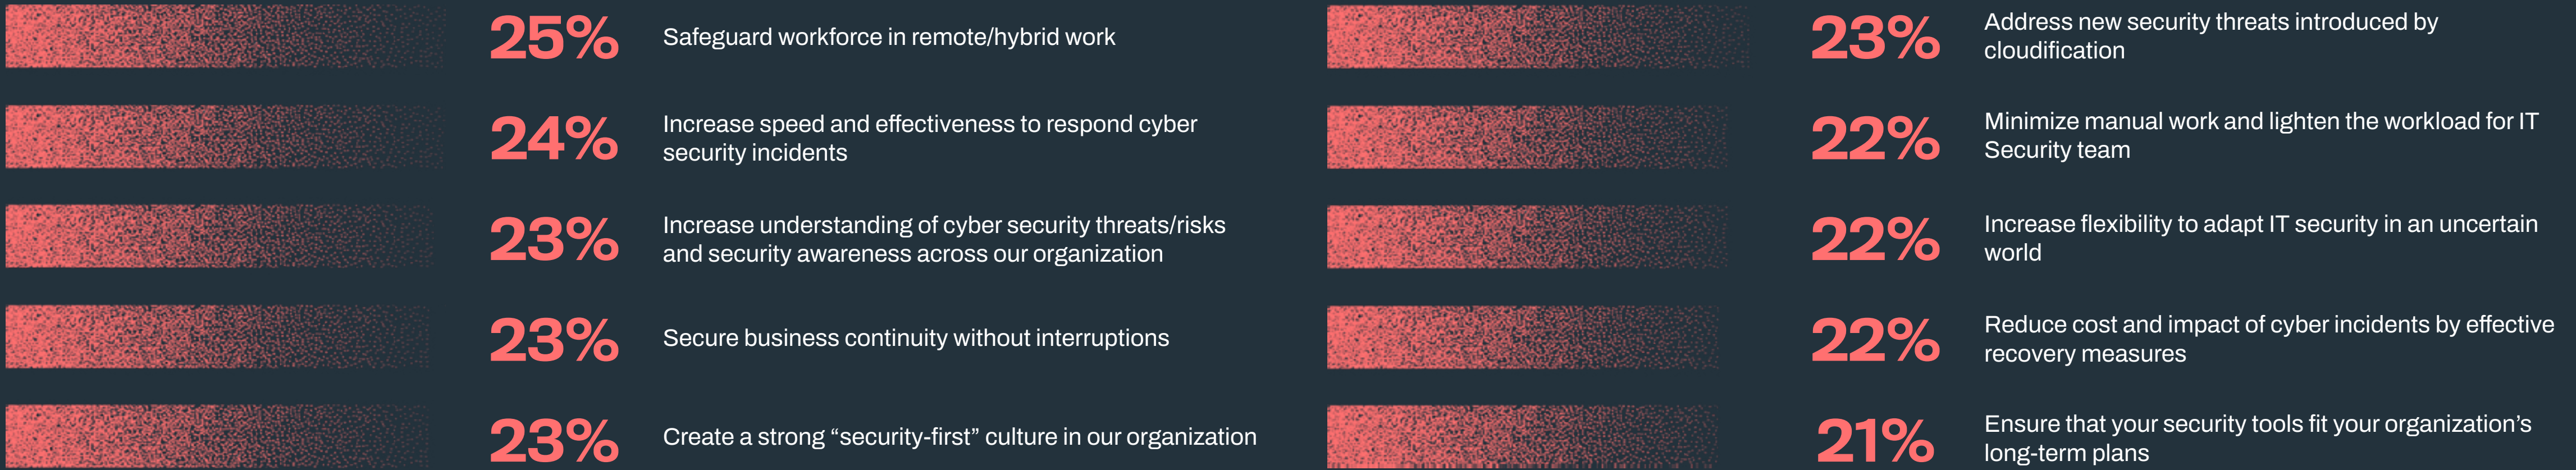 25%
Safeguard workforce in remote/hybrid work
24%
Increase speed and effectiveness to respond cyber
security incidents
23%
Increase understanding of cyber security threats/risks
and security awareness across our organization
23%
Secure business continuity without interruptions
23%
Create a strong “security-first” culture in our organization
23%
Address new security threats introduced by
cloudification
22%
Minimize manual work and lighten the workload for IT
Security team
22%
Increase flexibility to adapt IT security in an uncertain
world
22%
Reduce cost and impact of cyber incidents by effective
recovery measures
21%
Ensure that your security tools fit your organization’s
long-term plans